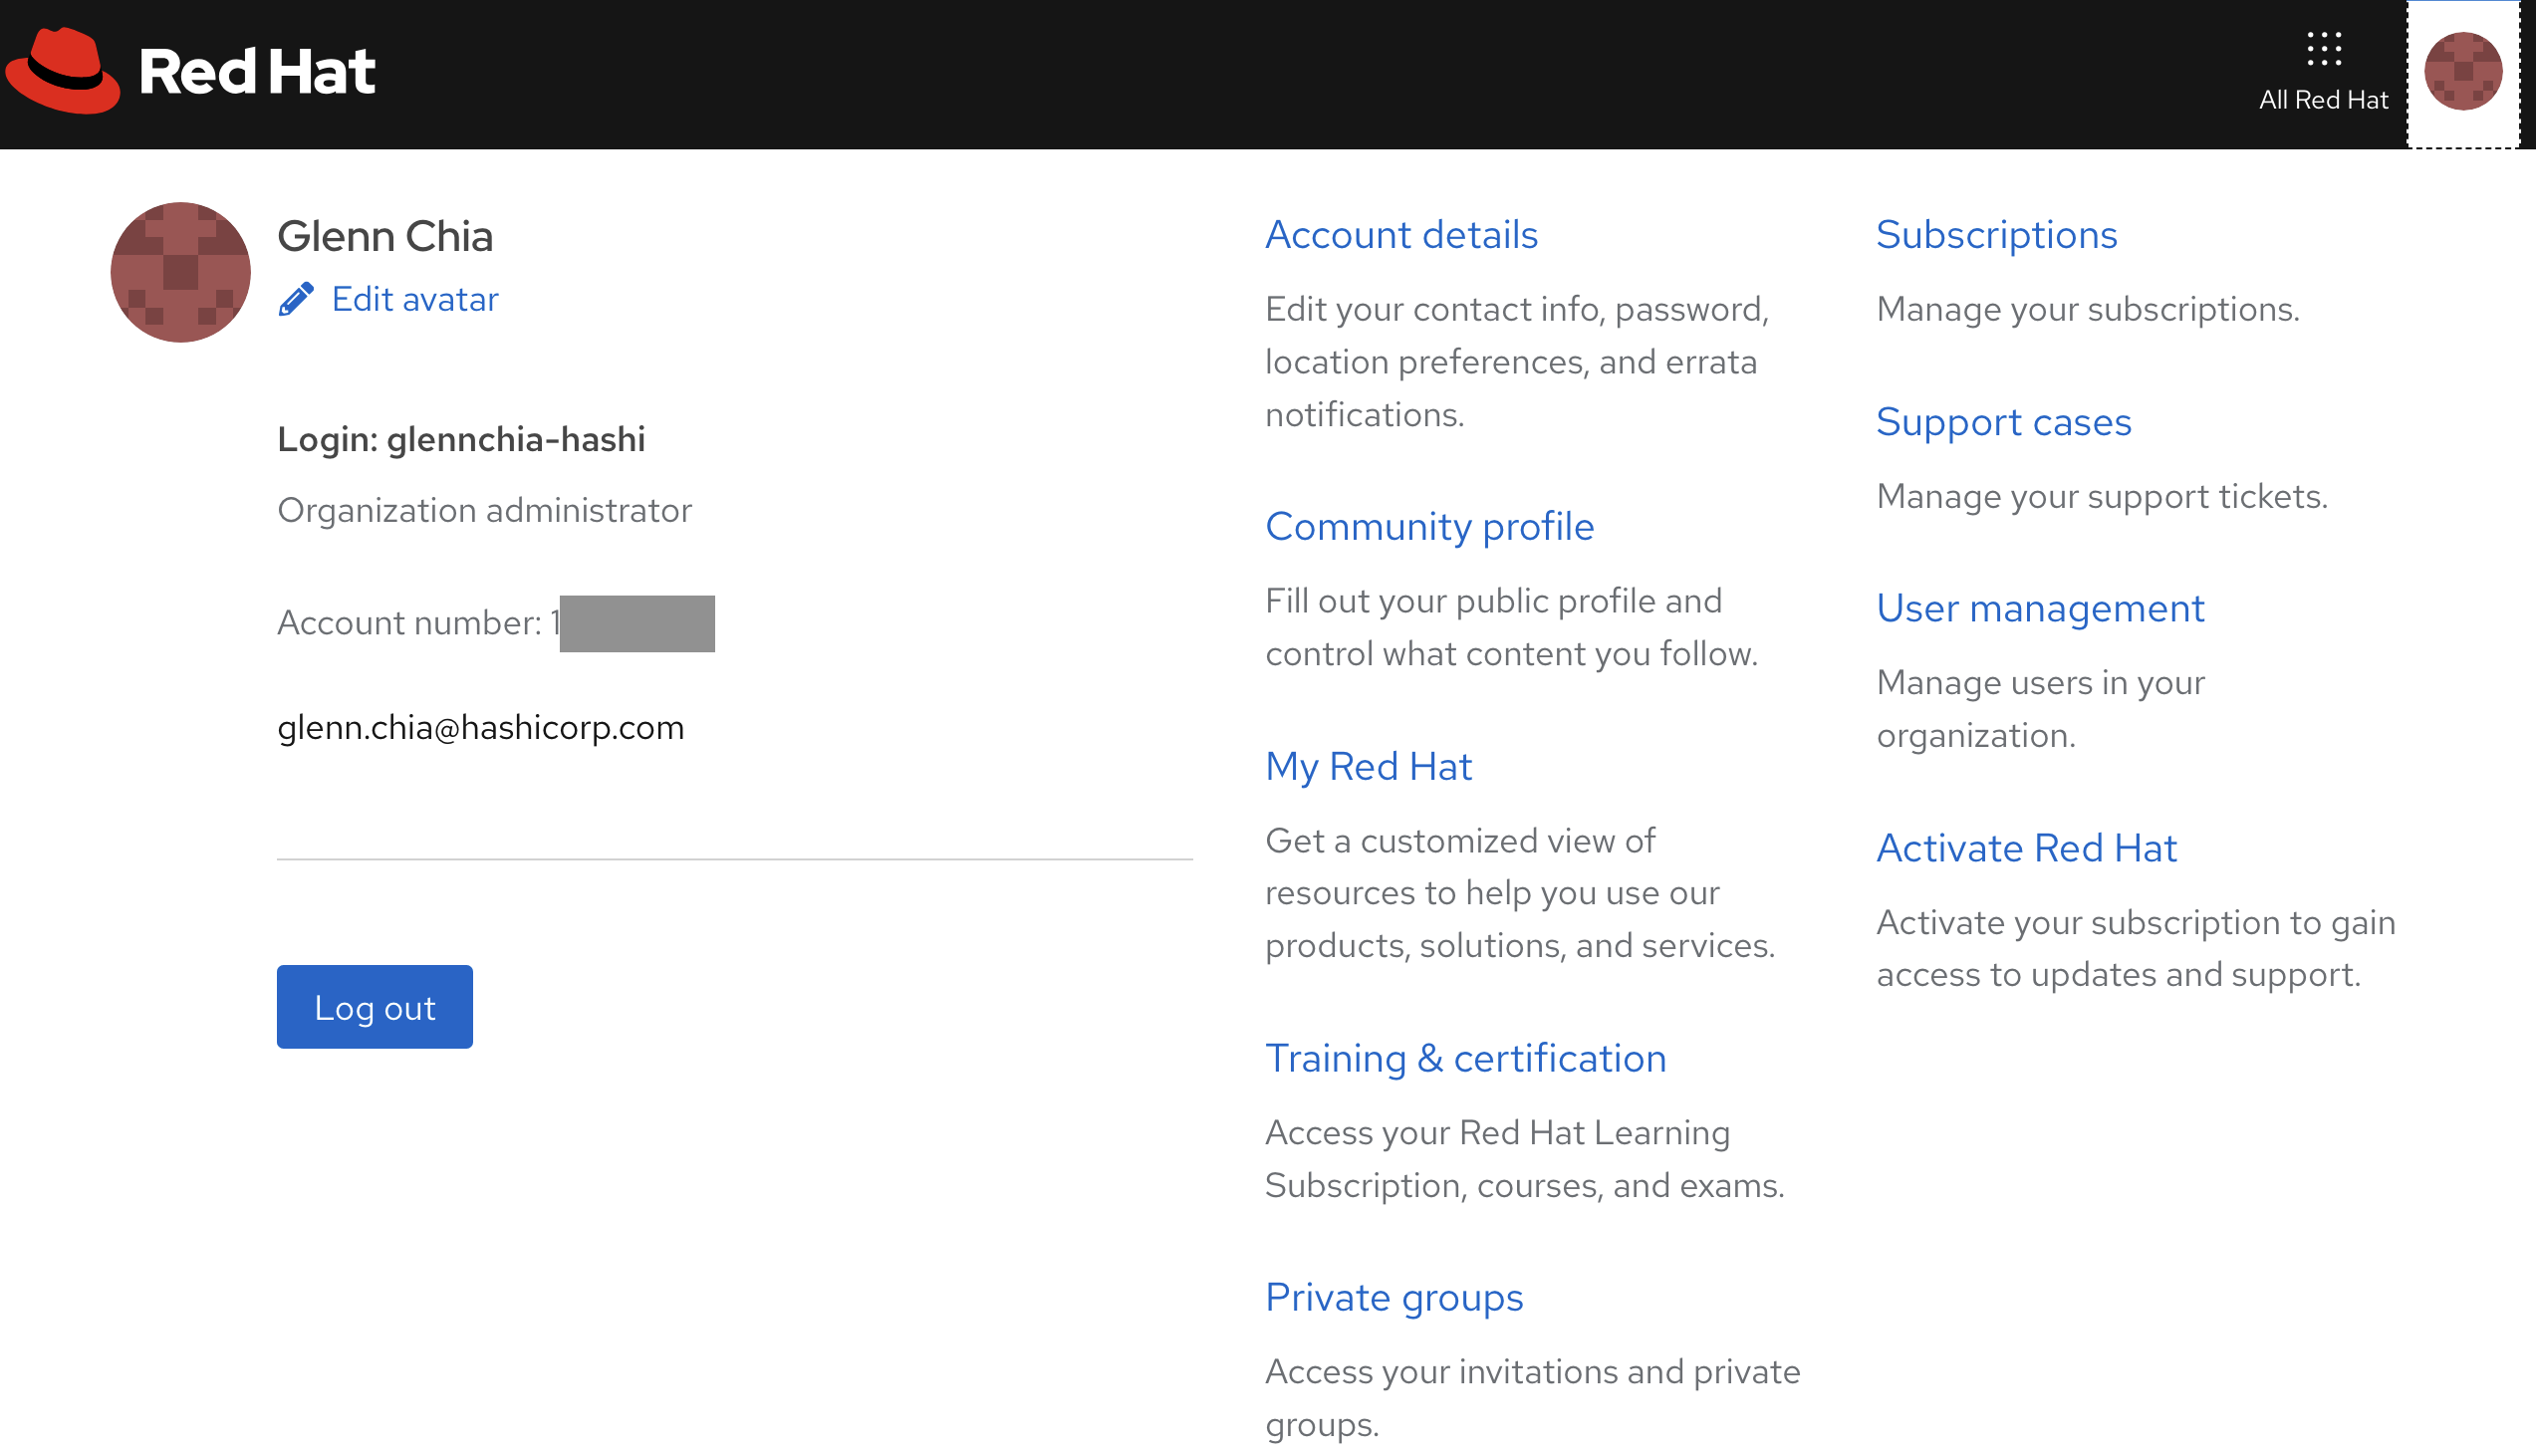 Red Hat
All Red Hat
Glenn Chia
Edit avatar
Login: glennchia-hashi
Organization administrator
Account number: 1
glenn.chia@hashicorp.com
Log out
Account details
Edit your contact info, password,
location preferences, and errata
notifications.
Community profile
Fill out your public profile and
control what content you follow.
My Red Hat
Get a customized view of
resources to help you use our
products, solutions, and services.
Training & certification
Access your Red Hat Learning
Subscription, courses, and exams.
Private groups
Access your invitations and private
groups.
Subscriptions
Manage your subscriptions.
Support cases
Manage your support tickets.
User management
Manage users in your
organization.
Activate Red Hat
Activate your subscription to gain
access to updates and support.